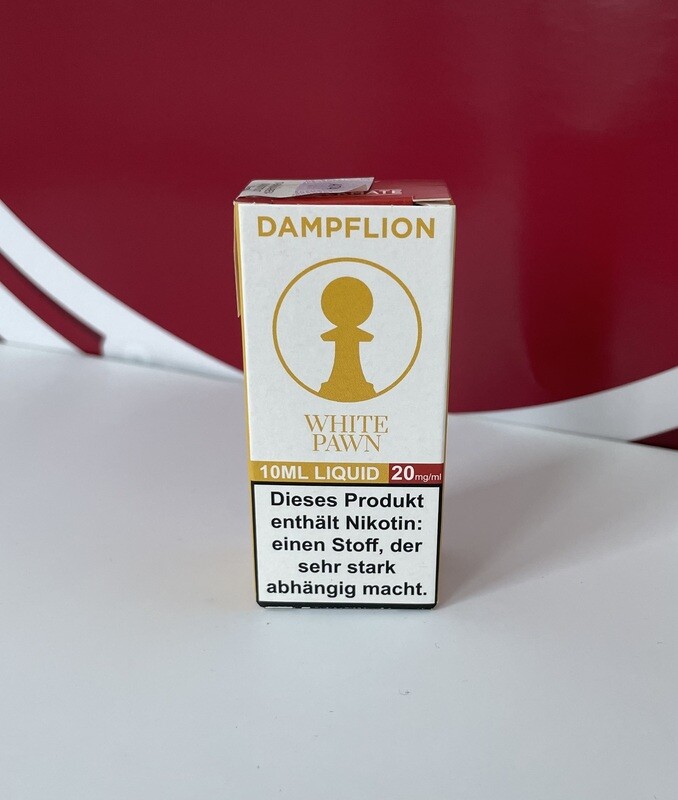 DAMPFLION
WHITE
PAWN
10ML LIQUID 20mg/ml
Dieses Produkt
enthält Nikotin:
einen Stoff, der
sehr stark
abhängig macht.